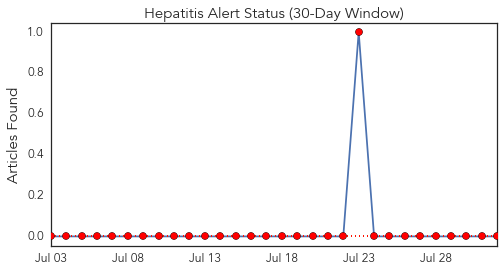 Hepatitis Alert Status (30-Day Window)
Articles Found
1.0
0.8
0.6
0.4
0.2
0.0
Jul 03 Jul 08 Jul 13 Jul 18 Jul 23 Jul 28